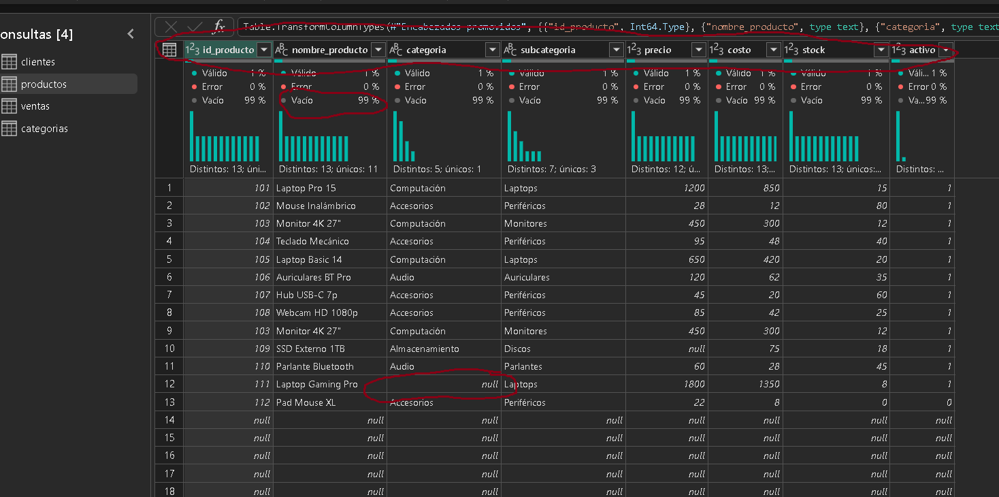 onsultas [4]
clientes
productos
ventas
categorias
fx Table.TransformColumnTypes(#"Encabezados promovidos", {{"id_producto", Int64.Type}, {"nombre_producto", type text}, {"categoria", type text
123 id_producto ABC nombre_producto ABC categoria ABC subcategoria 123 precio 123 costo 123 stock 123 activo
Válido 1 % Válido 1 % Válido 1 % Válido 1 % Válido 1 % Válido 1 % Válido 1 % Váli... 1 %
Error 0 % Error 0 % Error 0 % Error 0 % Error 0 % Error 0 % Error 0 % Error 0 %
Vacío 99 % Vacío 99 % Vacío 99 % Vacío 99 % Vacío 99 % Vacío 99 % Vacío 99 % Va... 99 %
Distintos: 13; úni... Distintos: 13; únicos: 11 Distintos: 5; únicos: 1 Distintos: 7; únicos: 3 Distintos: 12; ú... Distintos: 13;... Distintos: 13; únicos:... Distintos: ...
1 101 Laptop Pro 15 Computación Laptops 1200 850 15 1
2 102 Mouse Inalámbrico Accesorios Periféricos 28 12 80 1
3 103 Monitor 4K 27" Computación Monitores 450 300 12 1
4 104 Teclado Mecánico Accesorios Periféricos 95 48 40 1
5 105 Laptop Basic 14 Computación Laptops 650 420 20 1
6 106 Auriculares BT Pro Audio Auriculares 120 62 35 1
7 107 Hub USB-C 7p Accesorios Periféricos 45 20 60 1
8 108 Webcam HD 1080p Accesorios Periféricos 85 42 25 1
9 103 Monitor 4K 27" Computación Monitores 450 300 12 1
10 109 SSD Externo 1TB Almacenamiento Discos null 75 18 1
11 110 Parlante Bluetooth Audio Parlantes 60 28 45 1
12 111 Laptop Gaming Pro null Laptops 1800 1350 8 1
13 112 Pad Mouse XL Accesorios Periféricos 22 8 0 0
14 null null null null null null null null
15 null null null null null null null null
16 null null null null null null null null
17 null null null null null null null null
18 null null null null null null null null